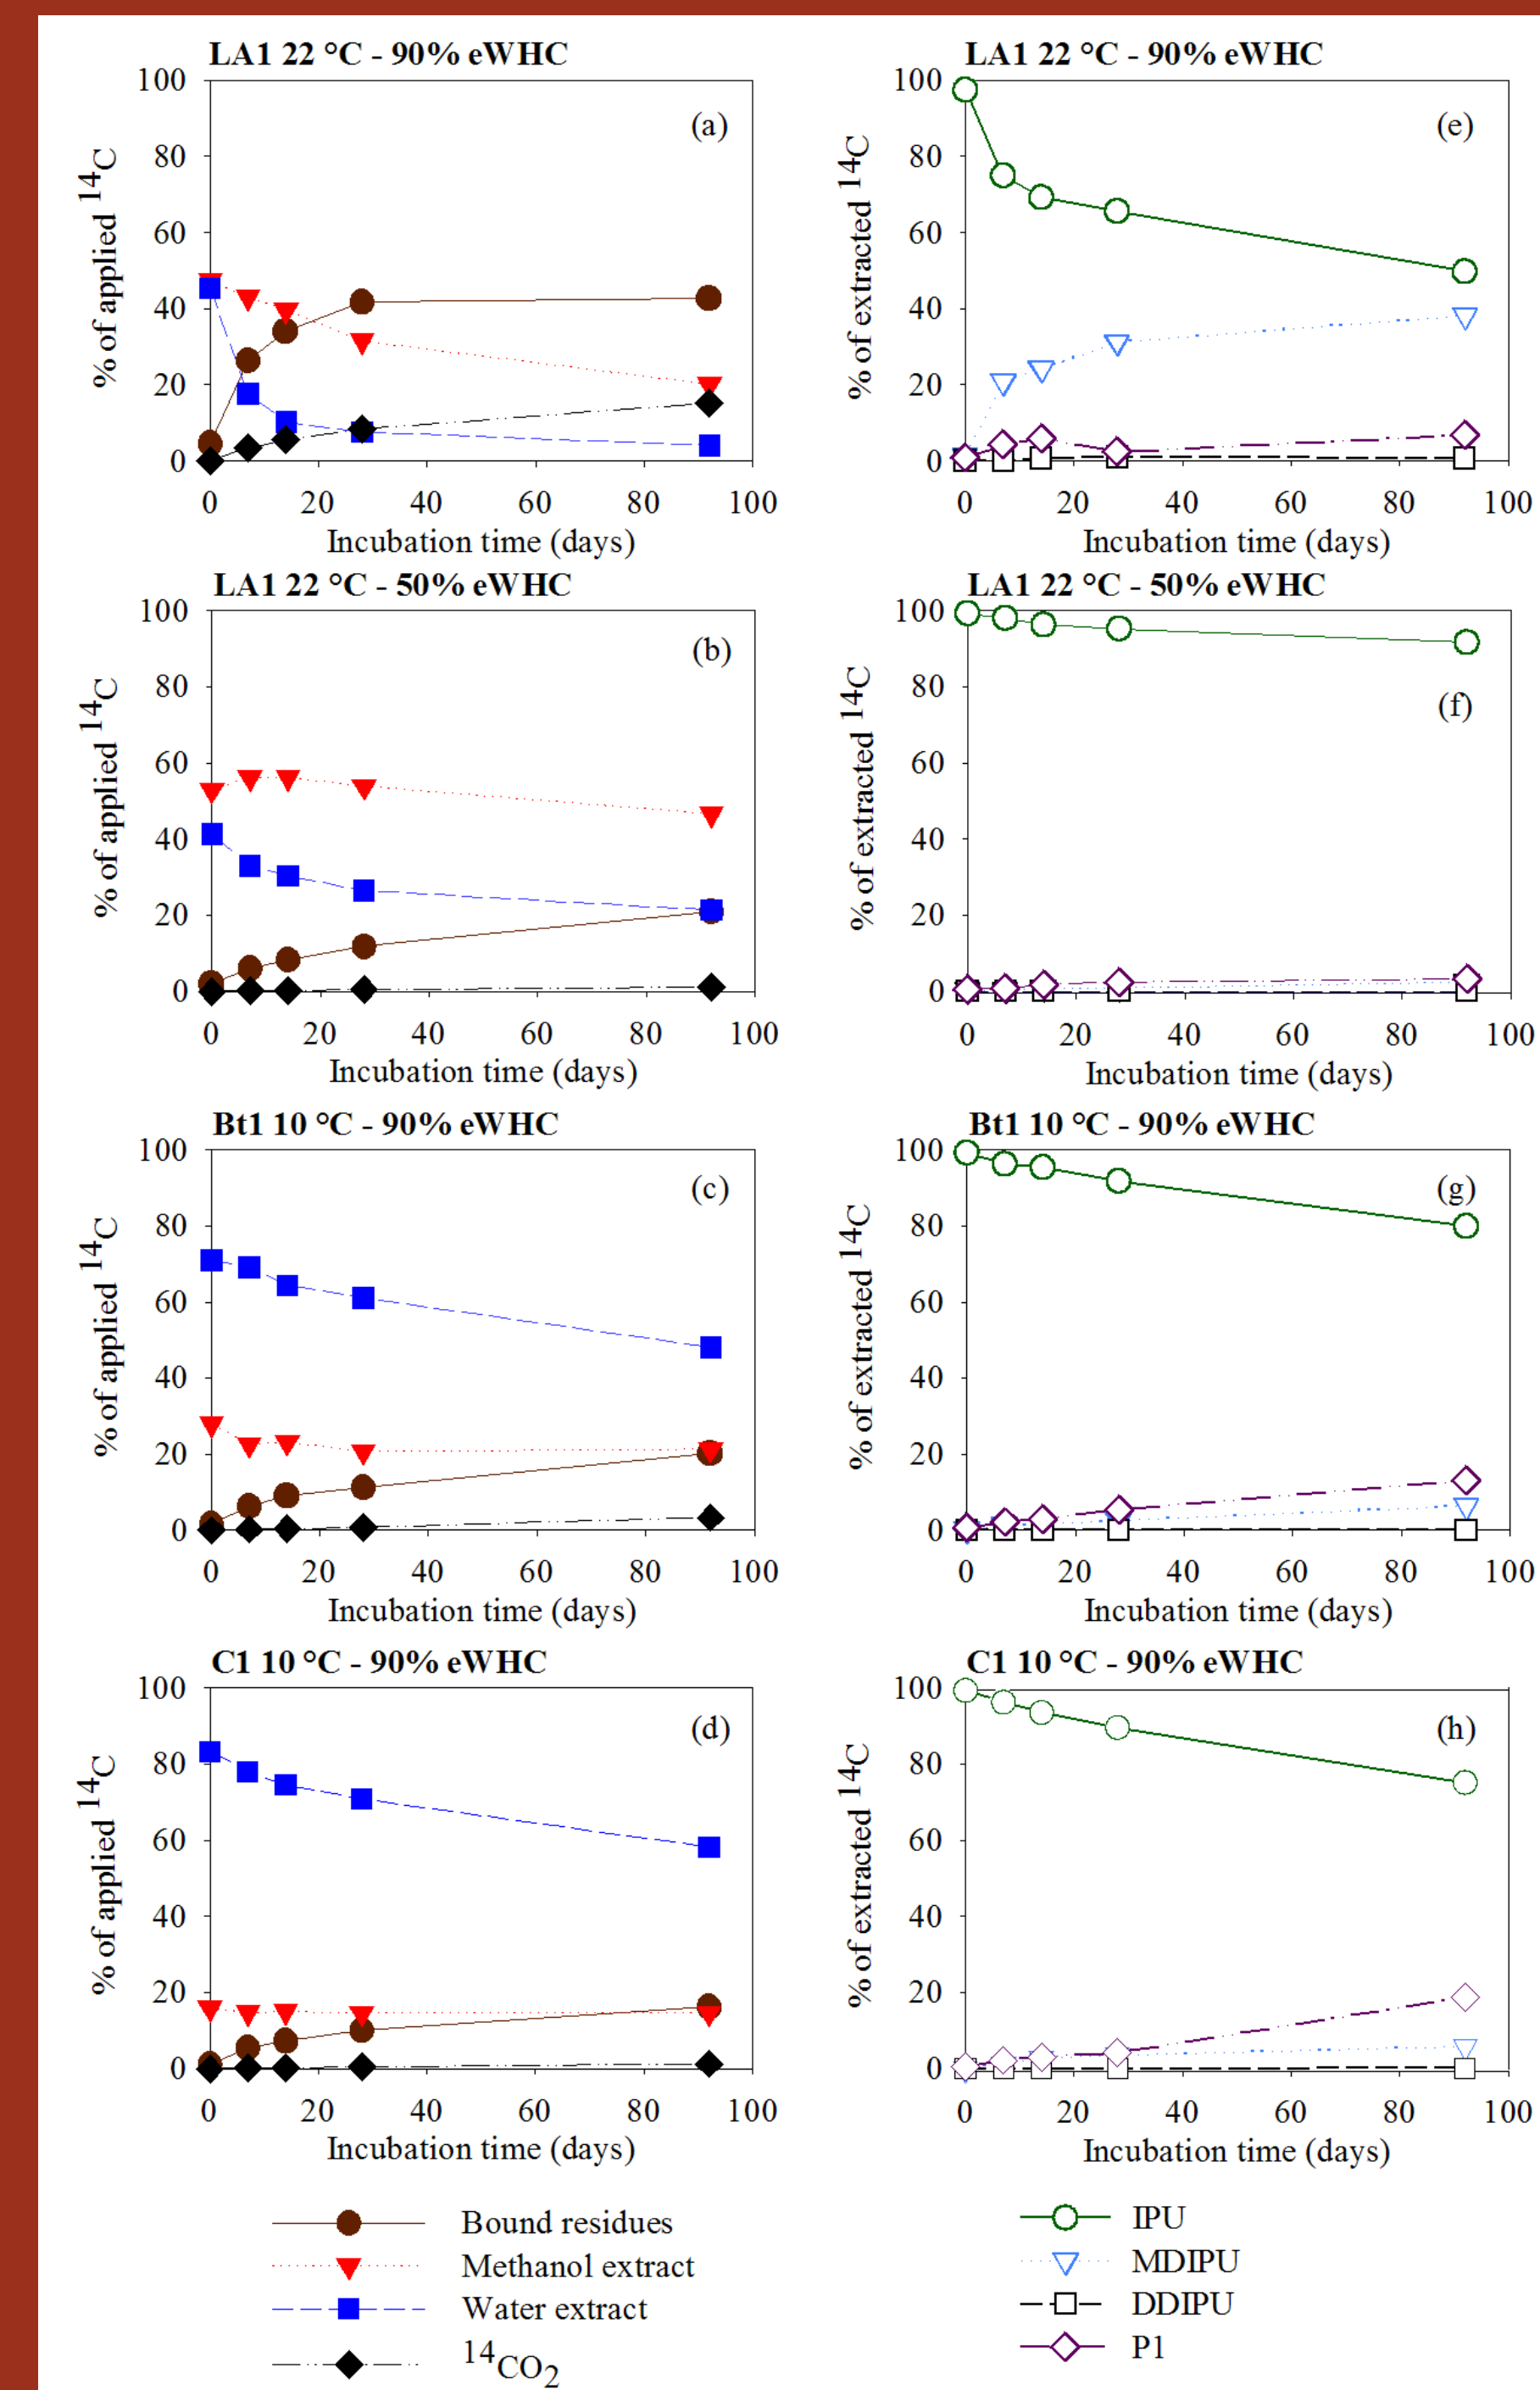 LA1 22 °C - 90% eWHC
(a)
% of applied 14C
100
80
60
40
20
0
0 20 40 60 80 100
Incubation time (days)
LA1 22 °C - 90% eWHC
(e)
% of extracted 14C
100
80
60
40
20
0
0 20 40 60 80 100
Incubation time (days)
LA1 22 °C - 50% eWHC
(b)
% of applied 14C
100
80
60
40
20
0
0 20 40 60 80 100
Incubation time (days)
LA1 22 °C - 50% eWHC
(f)
% of extracted 14C
100
80
60
40
20
0
0 20 40 60 80 100
Incubation time (days)
Bt1 10 °C - 90% eWHC
(c)
% of applied 14C
100
80
60
40
20
0
0 20 40 60 80 100
Incubation time (days)
Bt1 10 °C - 90% eWHC
(g)
% of extracted 14C
100
80
60
40
20
0
0 20 40 60 80 100
Incubation time (days)
C1 10 °C - 90% eWHC
(d)
% of applied 14C
100
80
60
40
20
0
0 20 40 60 80 100
Incubation time (days)
C1 10 °C - 90% eWHC
(h)
% of extracted 14C
100
80
60
40
20
0
0 20 40 60 80 100
Incubation time (days)
Bound residues
Methanol extract
Water extract
14CO2
IPU
MDIPU
DDIPU
P1